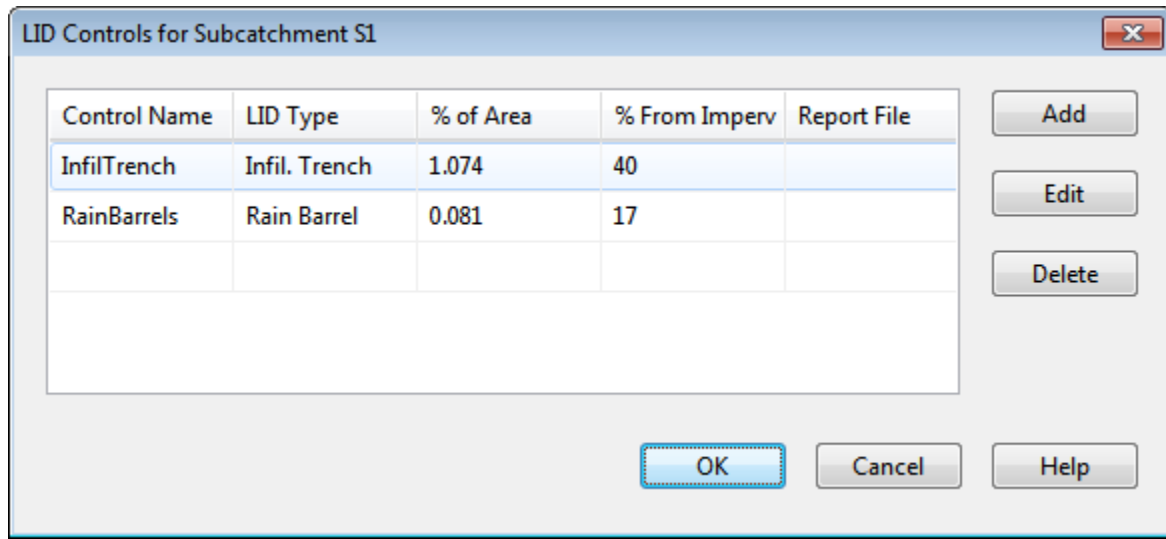 LID Controls for Subcatchment S1
Control Name LID Type % of Area % From Imperv Report File
InfilTrench Infil. Trench 1.074 40
RainBarrels Rain Barrel 0.081 17
Add
Edit
Delete
OK Cancel Help